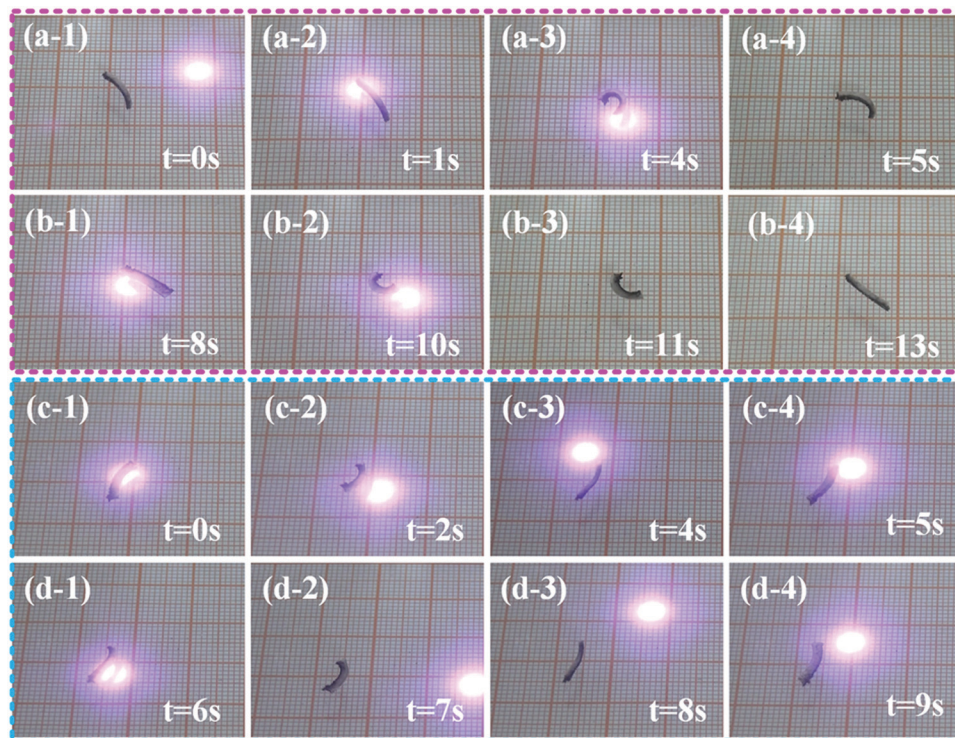 (a-1) (a-2) (a-3) (a-4)
t=0s t=1s t=4s t=5s
(b-1) (b-2) (b-3) (b-4)
t=8s t=10s t=11s t=13s
(c-1) (c-2) (c-3) (c-4)
t=0s t=2s t=4s t=5s
(d-1) (d-2) (d-3) (d-4)
t=6s t=7s t=8s t=9s